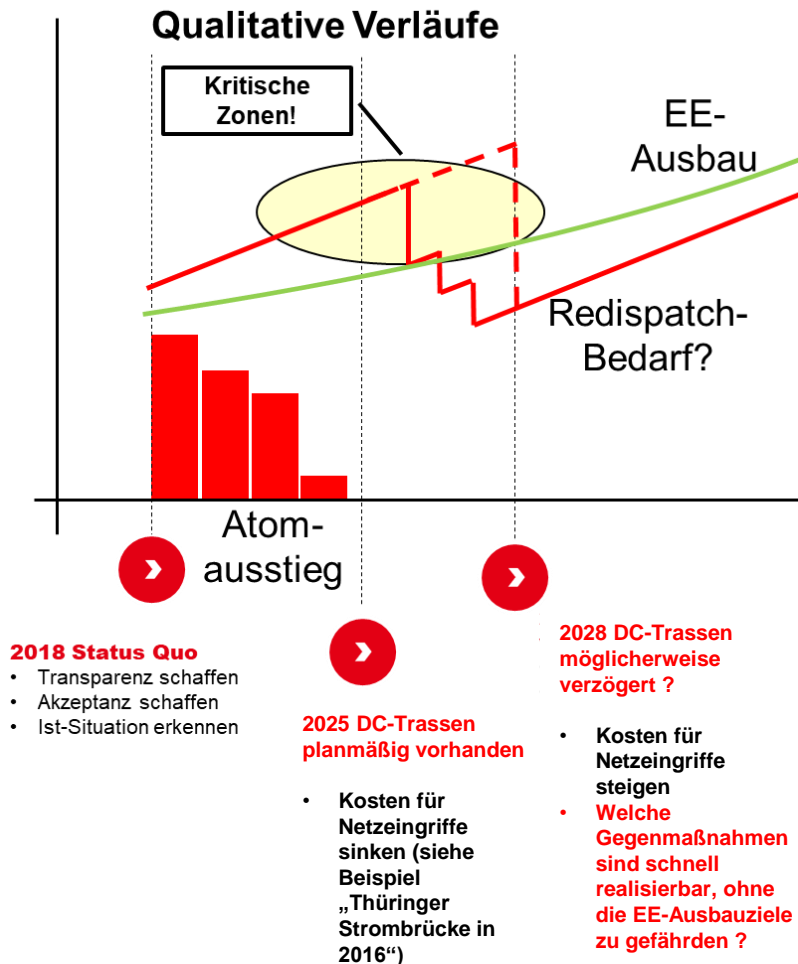 Qualitative Verläufe
Kritische
Zonen!
EE-
Ausbau
Redispatch-
Bedarf?
Atom-
ausstieg
2018 Status Quo
• Transparenz schaffen
• Akzeptanz schaffen
• Ist-Situation erkennen
2025 DC-Trassen
planmäßig vorhanden
• Kosten für
Netzeingriffe
sinken (siehe
Beispiel
„Thüringer
Strombrücke in
2016“)
2028 DC-Trassen
möglicherweise
verzögert ?
• Kosten für
Netzeingriffe
steigen
• Welche
Gegenmaßnahmen
sind schnell
realisierbar, ohne
die EE-Ausbauziele
zu gefährden ?